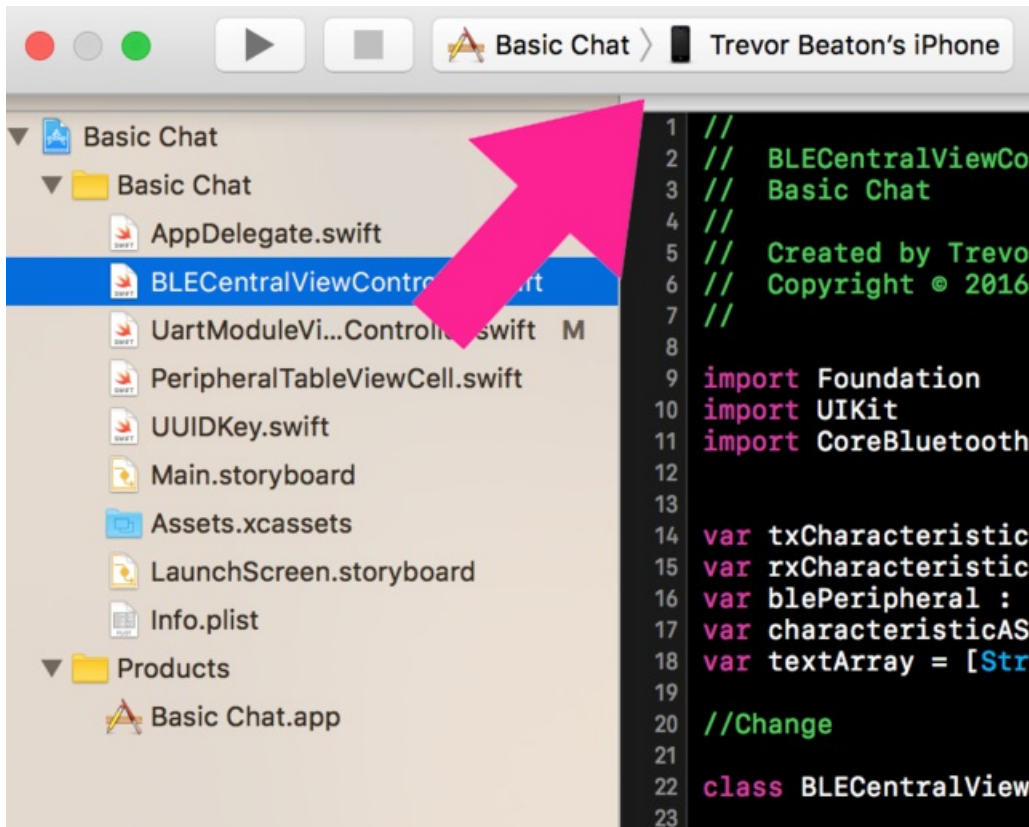 Basic Chat
Trevor Beaton's iPhone
Basic Chat
Basic Chat
AppDelegate.swift
BLECentralViewContro ft
UartModuleVi...Control swift M
PeripheralTableViewCell.swift
UUIDKey.swift
Main.storyboard
Assets.xcassets
LaunchScreen.storyboard
Info.plist
Products
Basic Chat.app
1 //
2 // BLECentralViewCo
3 // Basic Chat
4 //
5 // Created by Trevo
6 // Copyright © 2016
7 //
8
9 import Foundation
10 import UIKit
11 import CoreBluetooth
12
13
14 var txCharacteristic
15 var rxCharacteristic
16 var blePeripheral :
17 var characteristicAS
18 var textArray = [Str
19
20 //Change
21
22 class BLECentralView
23